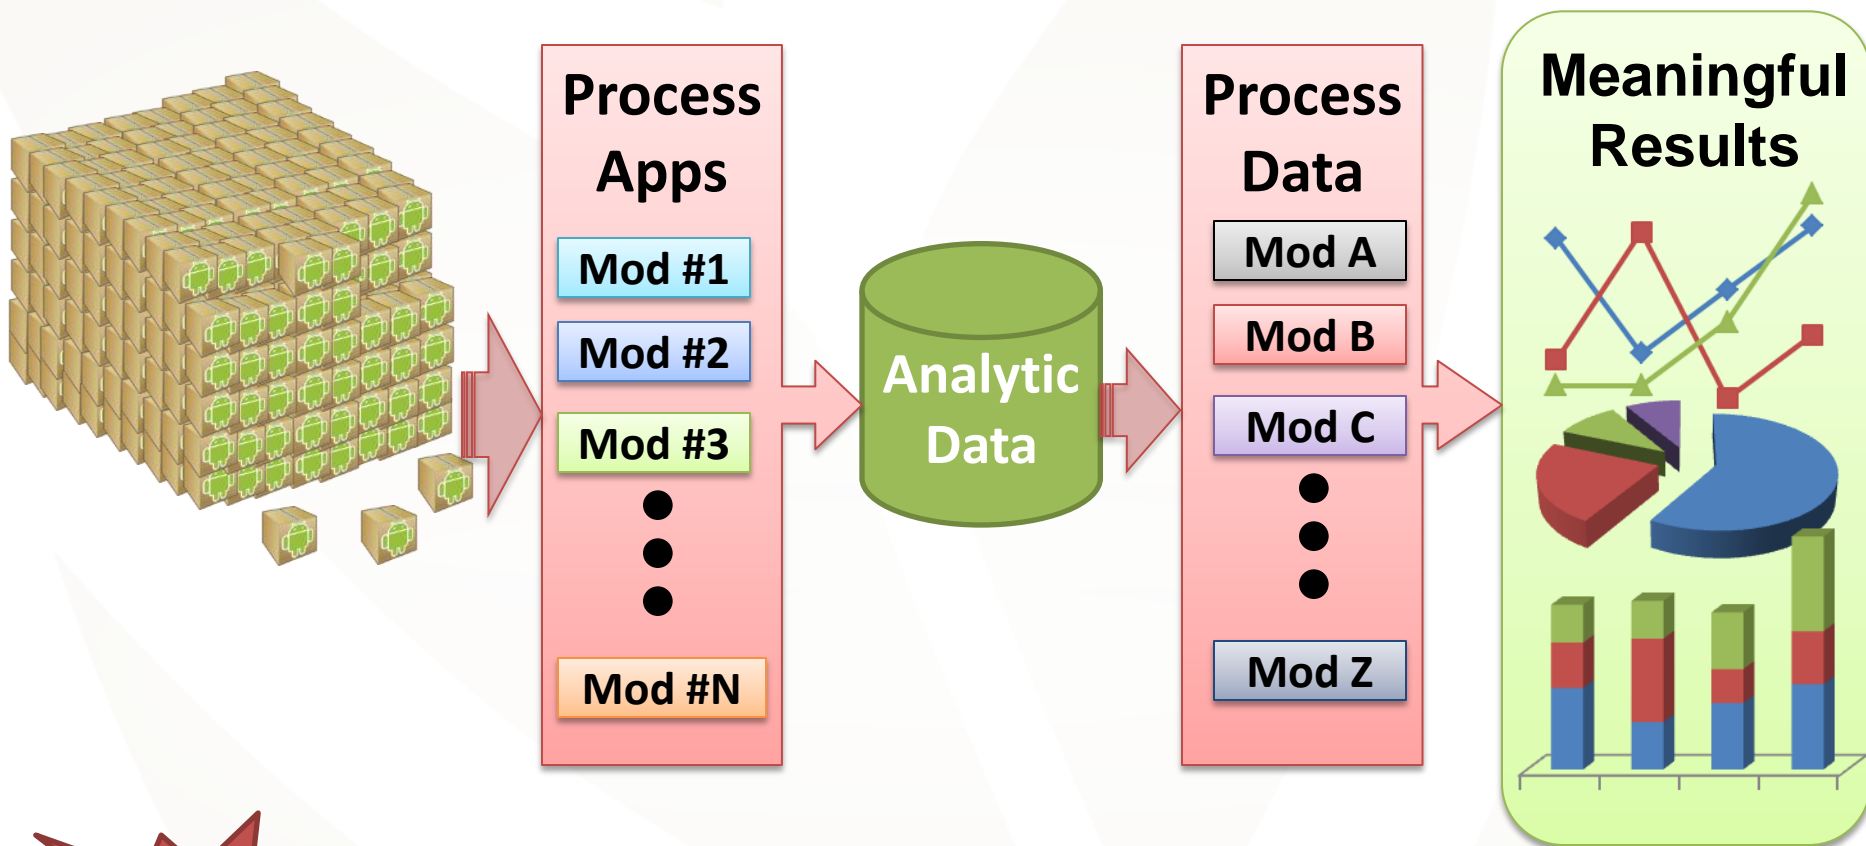 Process
Apps
Mod #1
Mod #2
Mod #3
Mod #N
Analytic
Data
Process
Data
Mod A
Mod B
Mod C
Mod Z
Meaningful
Results